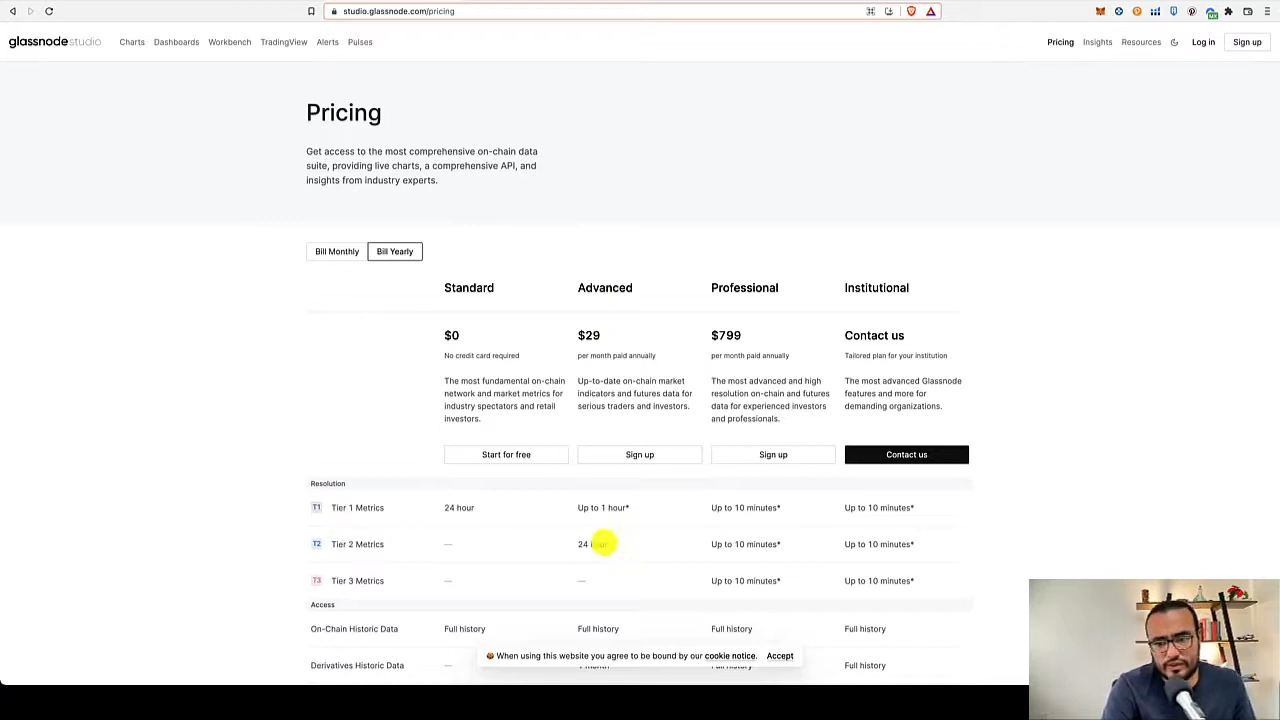 studio.glassnode.com/pricing
glassnode studio Charts Dashboards Workbench TradingView Alerts Pulses Pricing Insights Resources Log in Sign up
Pricing
Get access to the most comprehensive on-chain data
suite, providing live charts, a comprehensive API, and
insights from industry experts.
Bill Monthly Bill Yearly
Standard Advanced Professional Institutional
$0 $29 $799 Contact us
No credit card required per month paid annually per month paid annually Tailored plan for your institution
The most fundamental on-chain Up-to-date on-chain market The most advanced and high The most advanced Glassnode
network and market metrics for indicators and futures data for resolution on-chain and futures features and more for
industry spectators and retail serious traders and investors. data for experienced investors demanding organizations.
investors. and professionals.
Start for free Sign up Sign up Contact us
Resolution
T1 Tier 1 Metrics 24 hour Up to 1 hour* Up to 10 minutes* Up to 10 minutes*
T2 Tier 2 Metrics — 24 hour Up to 10 minutes* Up to 10 minutes*
T3 Tier 3 Metrics — — Up to 10 minutes* Up to 10 minutes*
Access
On-Chain Historic Data Full history Full history Full history Full history
When using this website you agree to be bound by our cookie notice. Accept
Derivatives Historic Data — 1 month Full history Full history